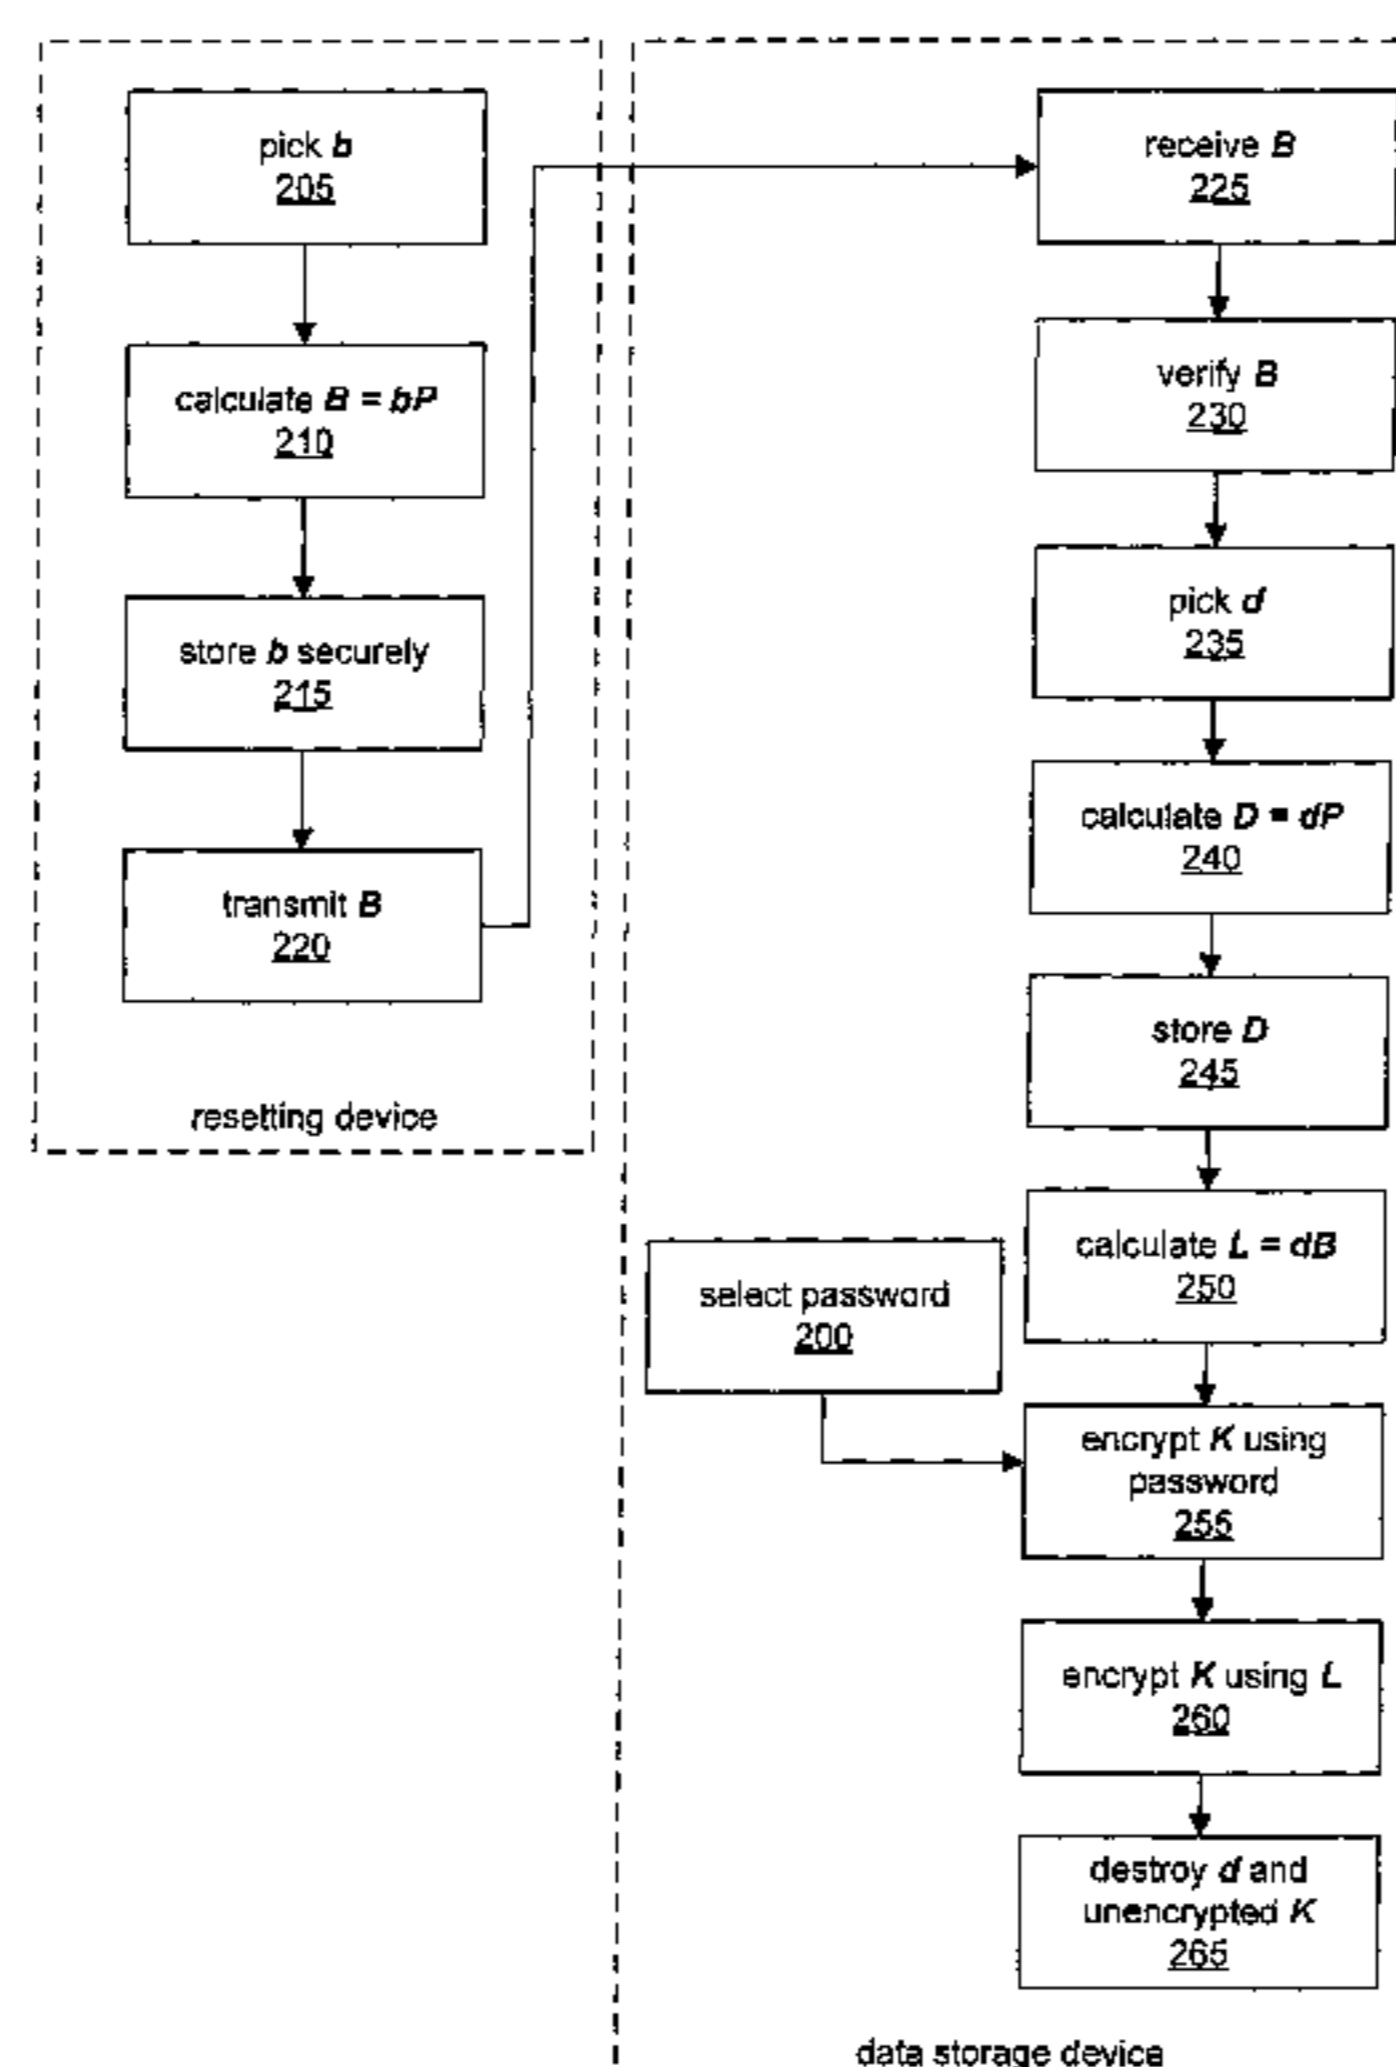 pick b
205
calculate B = bP
210
store b securely
215
transmit B
220
resetting device
receive B
225
verify B
230
pick d
235
calculate D = dP
240
store D
245
calculate L = dB
250
select password
200
encrypt K using
password
255
encrypt K using L
260
destroy d and
unencrypted K
265
data storage device